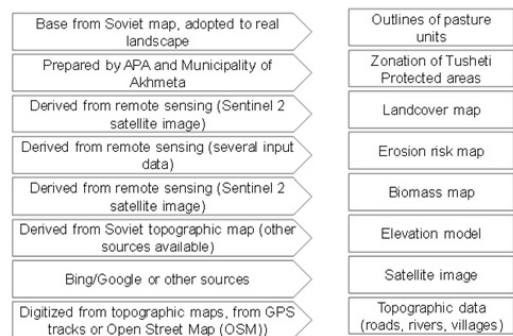 Base from Soviet map, adopted to real
landscape
Outlines of pasture
units
Prepared by APA and Municipality of
Akhmeta
Zonation of Tusheti
Protected areas
Derived from remote sensing (Sentinel 2
satellite image)
Landcover map
Derived from remote sensing (several input
data)
Erosion risk map
Derived from remote sensing (Sentinel 2
satellite image)
Biomass map
Derived from Soviet topographic map (other
sources available)
Elevation model
Bing/Google or other sources
Satellite image
Digitized from topographic maps, from GPS
tracks or Open Street Map (OSM))
Topographic data
(roads, rivers, villages)